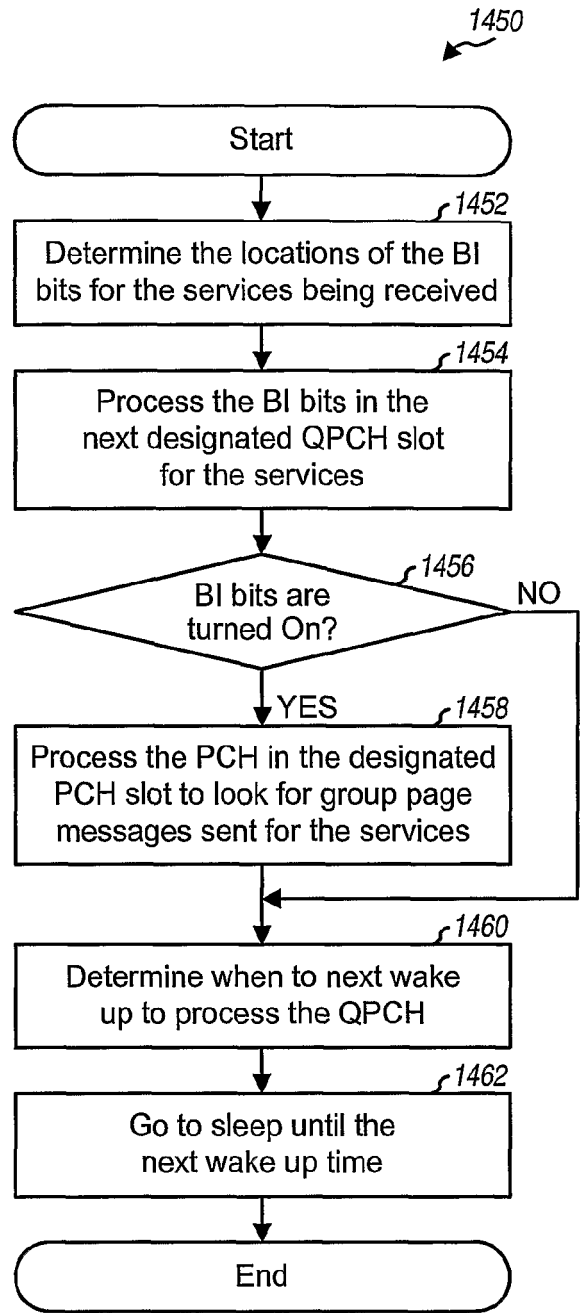 1450
Start
1452
Determine the locations of the BI
bits for the services being received
1454
Process the BI bits in the
next designated QPCH slot
for the services
1456
BI bits are
turned On?
NO
YES
1458
Process the PCH in the designated
PCH slot to look for group page
messages sent for the services
1460
Determine when to next wake
up to process the QPCH
1462
Go to sleep until the
next wake up time
End